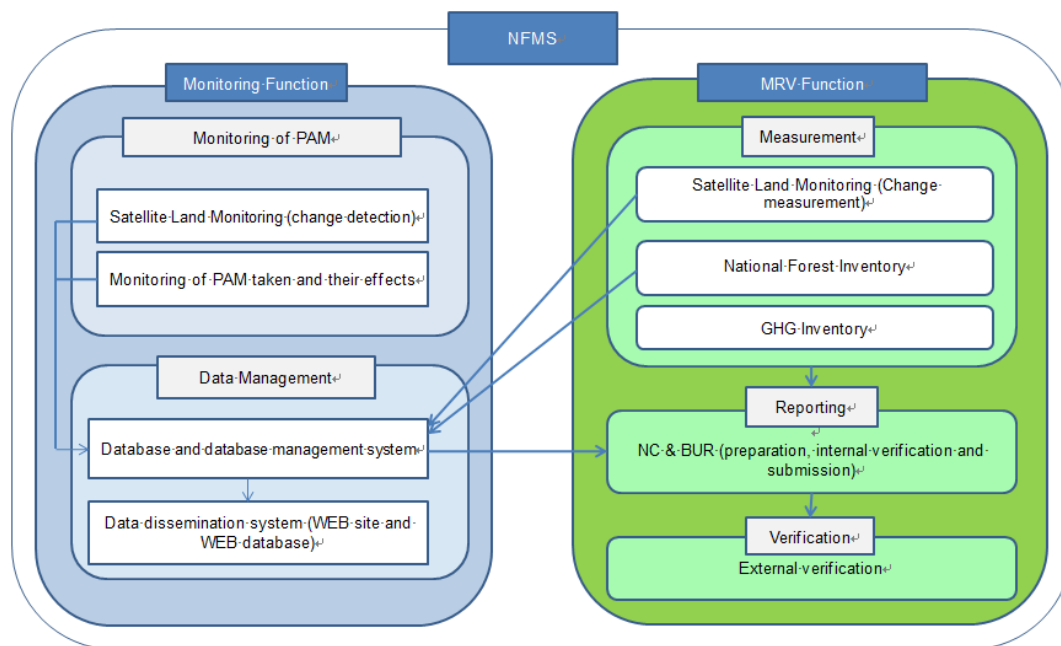 NFMS
Monitoring Function
Monitoring of PAM
Satellite Land Monitoring (change detection)
Monitoring of PAM taken and their effects
Data Management
Database and database management system
Data dissemination system (WEB site and
WEB database)
MRV Function
Measurement
Satellite Land Monitoring (Change
measurement)
National Forest Inventory
GHG Inventory
Reporting
NC & BUR (preparation, internal verification and
submission)
Verification
External verification